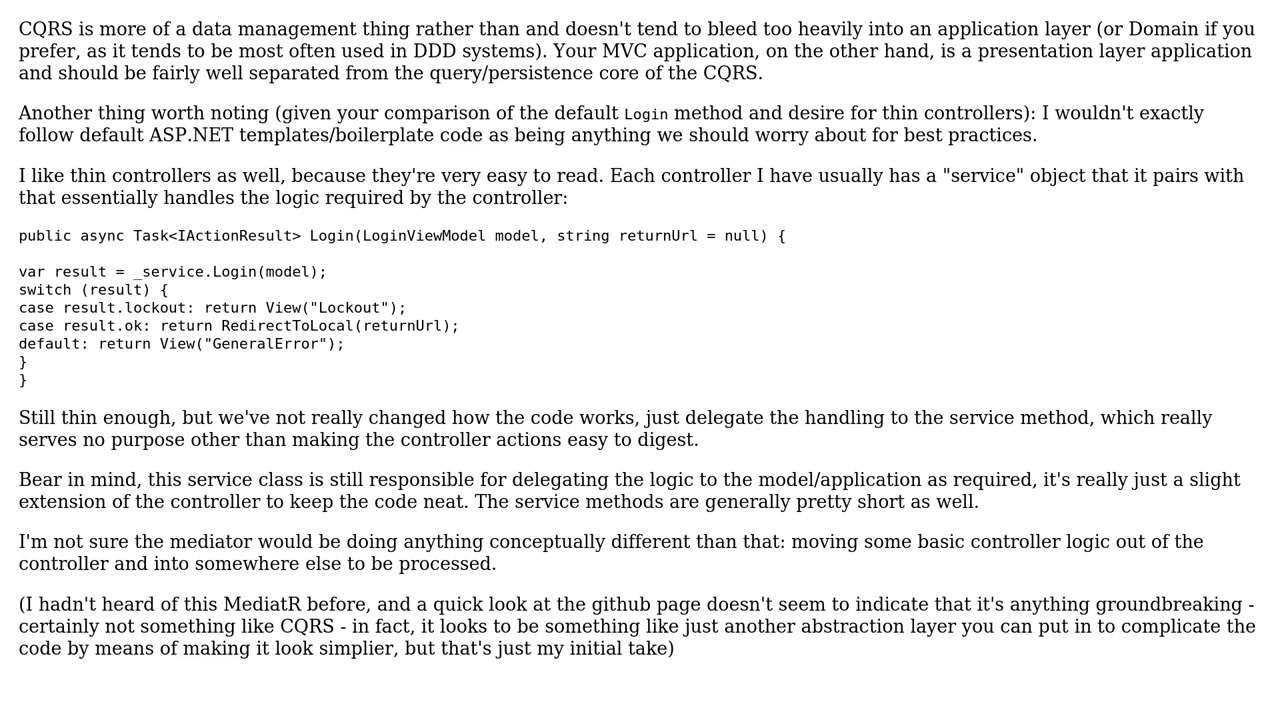 CQRS is more of a data management thing rather than and doesn't tend to bleed too heavily into an application layer (or Domain if you
prefer, as it tends to be most often used in DDD systems). Your MVC application, on the other hand, is a presentation layer application
and should be fairly well separated from the query/persistence core of the CQRS.
Another thing worth noting (given your comparison of the default Login method and desire for thin controllers): I wouldn't exactly
follow default ASP.NET templates/boilerplate code as being anything we should worry about for best practices.
I like thin controllers as well, because they're very easy to read. Each controller I have usually has a "service" object that it pairs with
that essentially handles the logic required by the controller:
public async Task<IActionResult> Login(LoginViewModel model, string returnUrl = null) {
var result = _service.Login(model);
switch (result) {
case result.lockout: return View("Lockout");
case result.ok: return RedirectToLocal(returnUrl);
default: return View("GeneralError");
}
}
Still thin enough, but we've not really changed how the code works, just delegate the handling to the service method, which really
serves no purpose other than making the controller actions easy to digest.
Bear in mind, this service class is still responsible for delegating the logic to the model/application as required, it's really just a slight
extension of the controller to keep the code neat. The service methods are generally pretty short as well.
I'm not sure the mediator would be doing anything conceptually different than that: moving some basic controller logic out of the
controller and into somewhere else to be processed.
(I hadn't heard of this MediatR before, and a quick look at the github page doesn't seem to indicate that it's anything groundbreaking -
certainly not something like CQRS - in fact, it looks to be something like just another abstraction layer you can put in to complicate the
code by means of making it look simplier, but that's just my initial take)